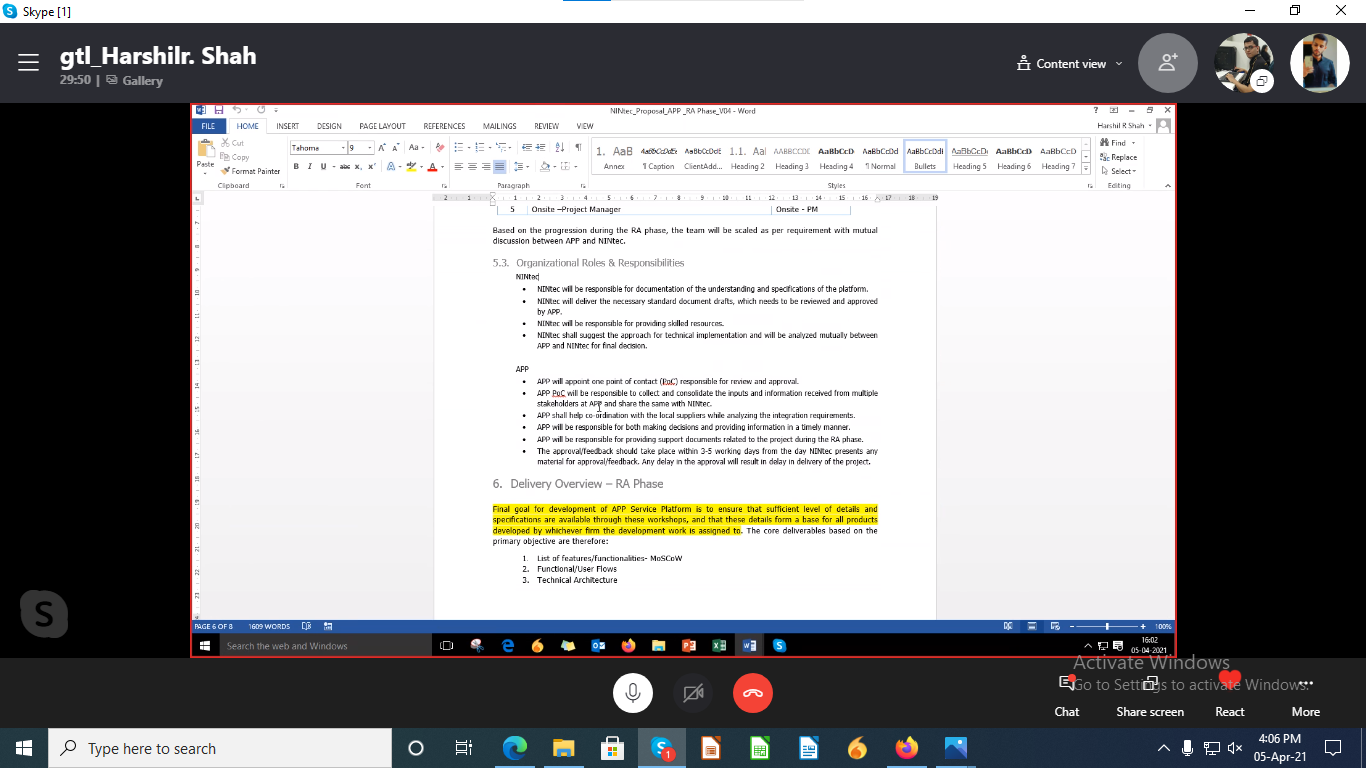 Skype [1]
gtl_Harshilr. Shah
29:50 | Gallery
Content view
NINtec_Proposal_APP _RA Phase_V04 - Word
FILE HOME INSERT DESIGN PAGE LAYOUT REFERENCES MAILINGS REVIEW VIEW
Harshil R.Shah
Paste
Cut
Copy
Format Painter
Tahoma 9
1. AaB AaBbCcDdEe AaBbCcDdE 1.1. AaI AABBCCDE AaBbCcD AaBbCcDd AaBbCcDdI AaBbCcDc AaBbCcD AaBbCcD
Annex ¶ Caption ClientAdd... Heading 2 Heading 3 Heading 4 ¶ Normal Bullets Heading 5 Heading 6 Heading 7
Find
Replace
Select
Clipboard Font Paragraph Styles Editing
5 Onsite –Project Manager Onsite - PM
Based on the progression during the RA phase, the team will be scaled as per requirement with mutual
discussion between APP and NINtec.
5.3. Organizational Roles & Responsibilities
NINtec
• NINtec will be responsible for documentation of the understanding and specifications of the platform.
• NINtec will deliver the necessary standard document drafts, which needs to be reviewed and approved
by APP.
• NINtec will be responsible for providing skilled resources.
• NINtec shall suggest the approach for technical implementation and will be analyzed mutually between
APP and NINtec for final decision.
APP
• APP will appoint one point of contact (PoC) responsible for review and approval.
• APP PoC will be responsible to collect and consolidate the inputs and information received from multiple
stakeholders at APP and share the same with NINtec.
• APP shall help co-ordination with the local suppliers while analyzing the integration requirements.
• APP will be responsible for both making decisions and providing information in a timely manner.
• APP will be responsible for providing support documents related to the project during the RA phase.
• The approval/feedback should take place within 3-5 working days from the day NINtec presents any
material for approval/feedback. Any delay in the approval will result in delay in delivery of the project.
6. Delivery Overview – RA Phase
Final goal for development of APP Service Platform is to ensure that sufficient level of details and
specifications are available through these workshops, and that these details form a base for all products
developed by whichever firm the development work is assigned to. The core deliverables based on the
primary objective are therefore:
1. List of features/functionalities- MoSCoW
2. Functional/User Flows
3. Technical Architecture
PAGE 6 OF 8 1609 WORDS 100%
Search the web and Windows
16:02
05-04-2021
Activate Windows
Go to Settings to activate Windows.
Chat Share screen React More
Type here to search
4:06 PM
05-Apr-21